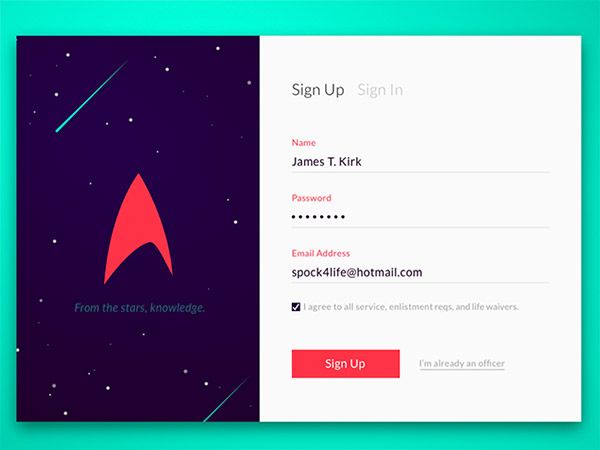 Sign Up Sign In
Name
James T. Kirk
Password
Email Address
spock4life@hotmail.com
I agree to all service, enlistment reqs, and life waivers.
Sign Up I'm already an officer
From the stars, knowledge.